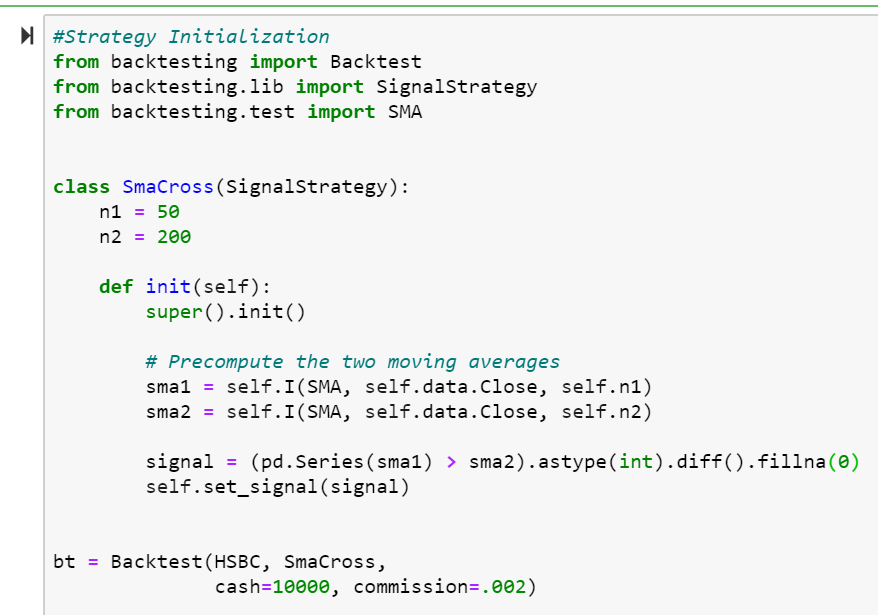 #Strategy Initialization
from backtesting import Backtest
from backtesting.lib import SignalStrategy
from backtesting.test import SMA
class SmaCross(SignalStrategy):
    n1 = 50
    n2 = 200
    def init(self):
        super().init()
        # Precompute the two moving averages
        sma1 = self.I(SMA, self.data.Close, self.n1)
        sma2 = self.I(SMA, self.data.Close, self.n2)
        signal = (pd.Series(sma1) > sma2).astype(int).diff().fillna(0)
        self.set_signal(signal)
bt = Backtest(HSBC, SmaCross,
              cash=10000, commission=.002)